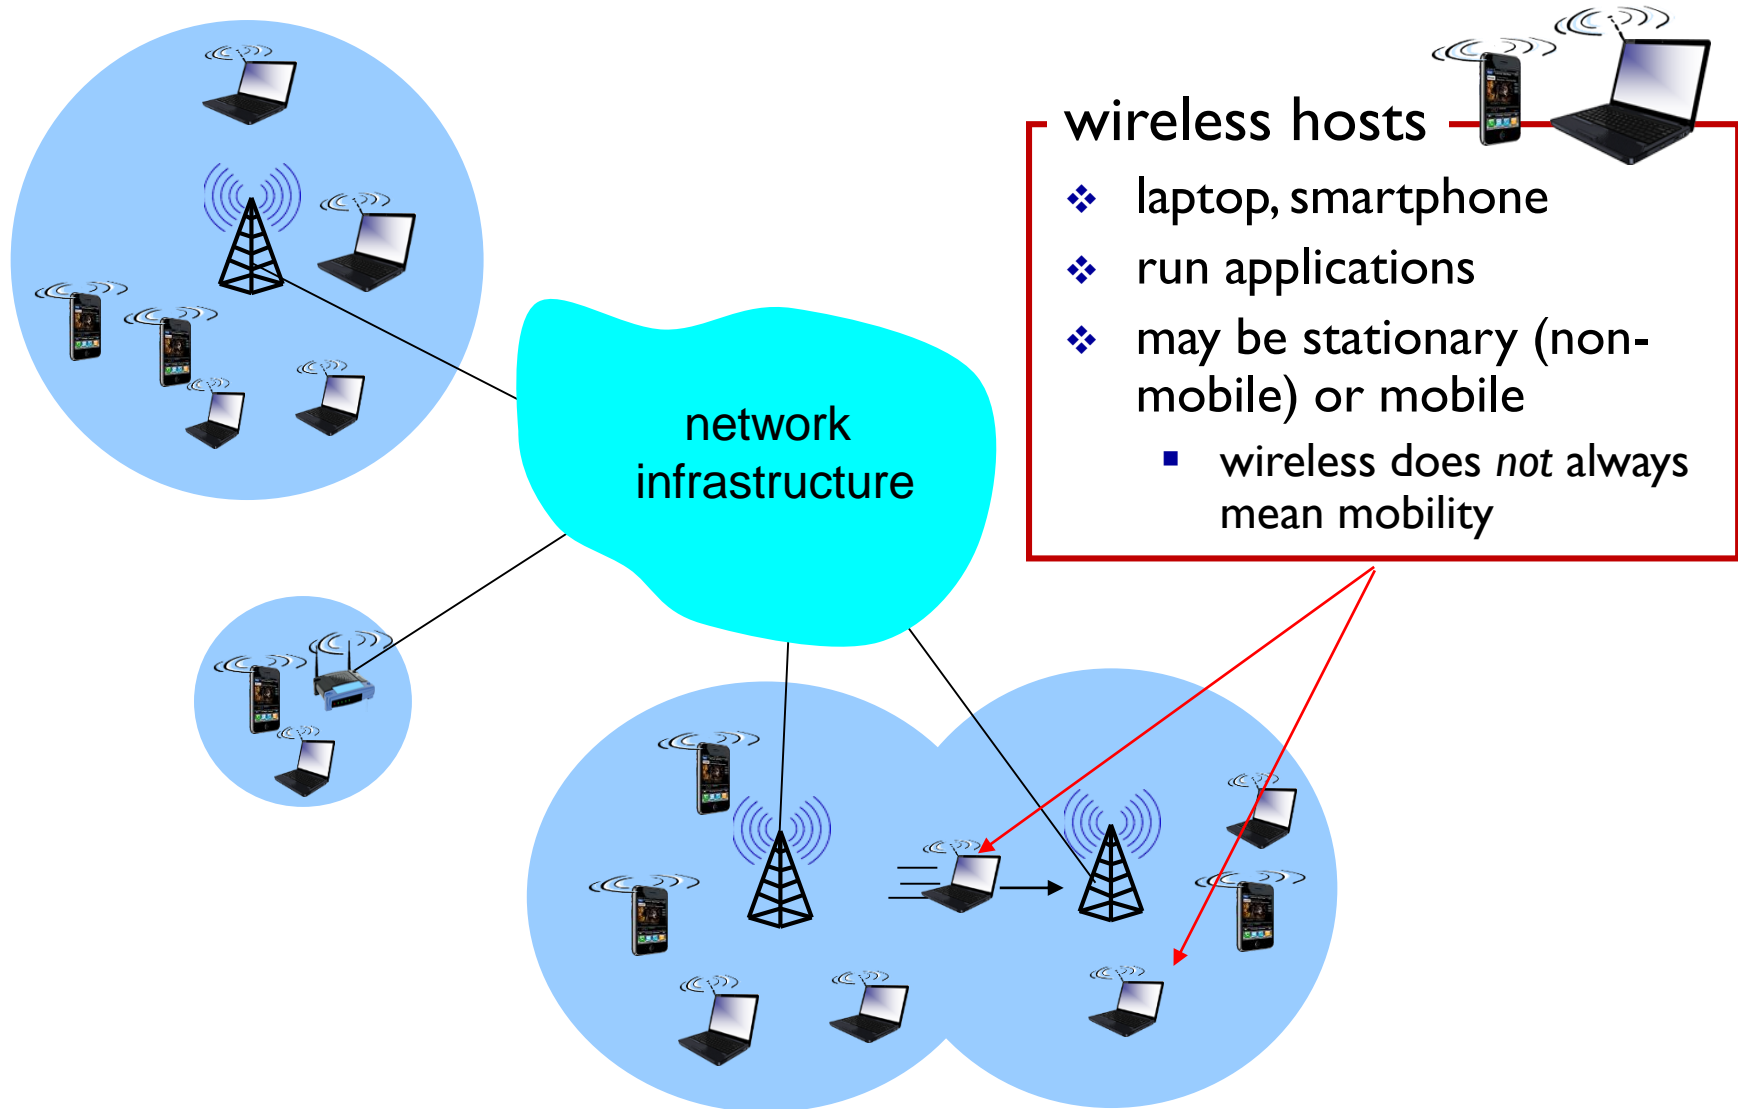 wireless hosts
❖ laptop, smartphone
❖ run applications
❖ may be stationary (non-
mobile) or mobile
▪ wireless does not always
mean mobility
network
infrastructure